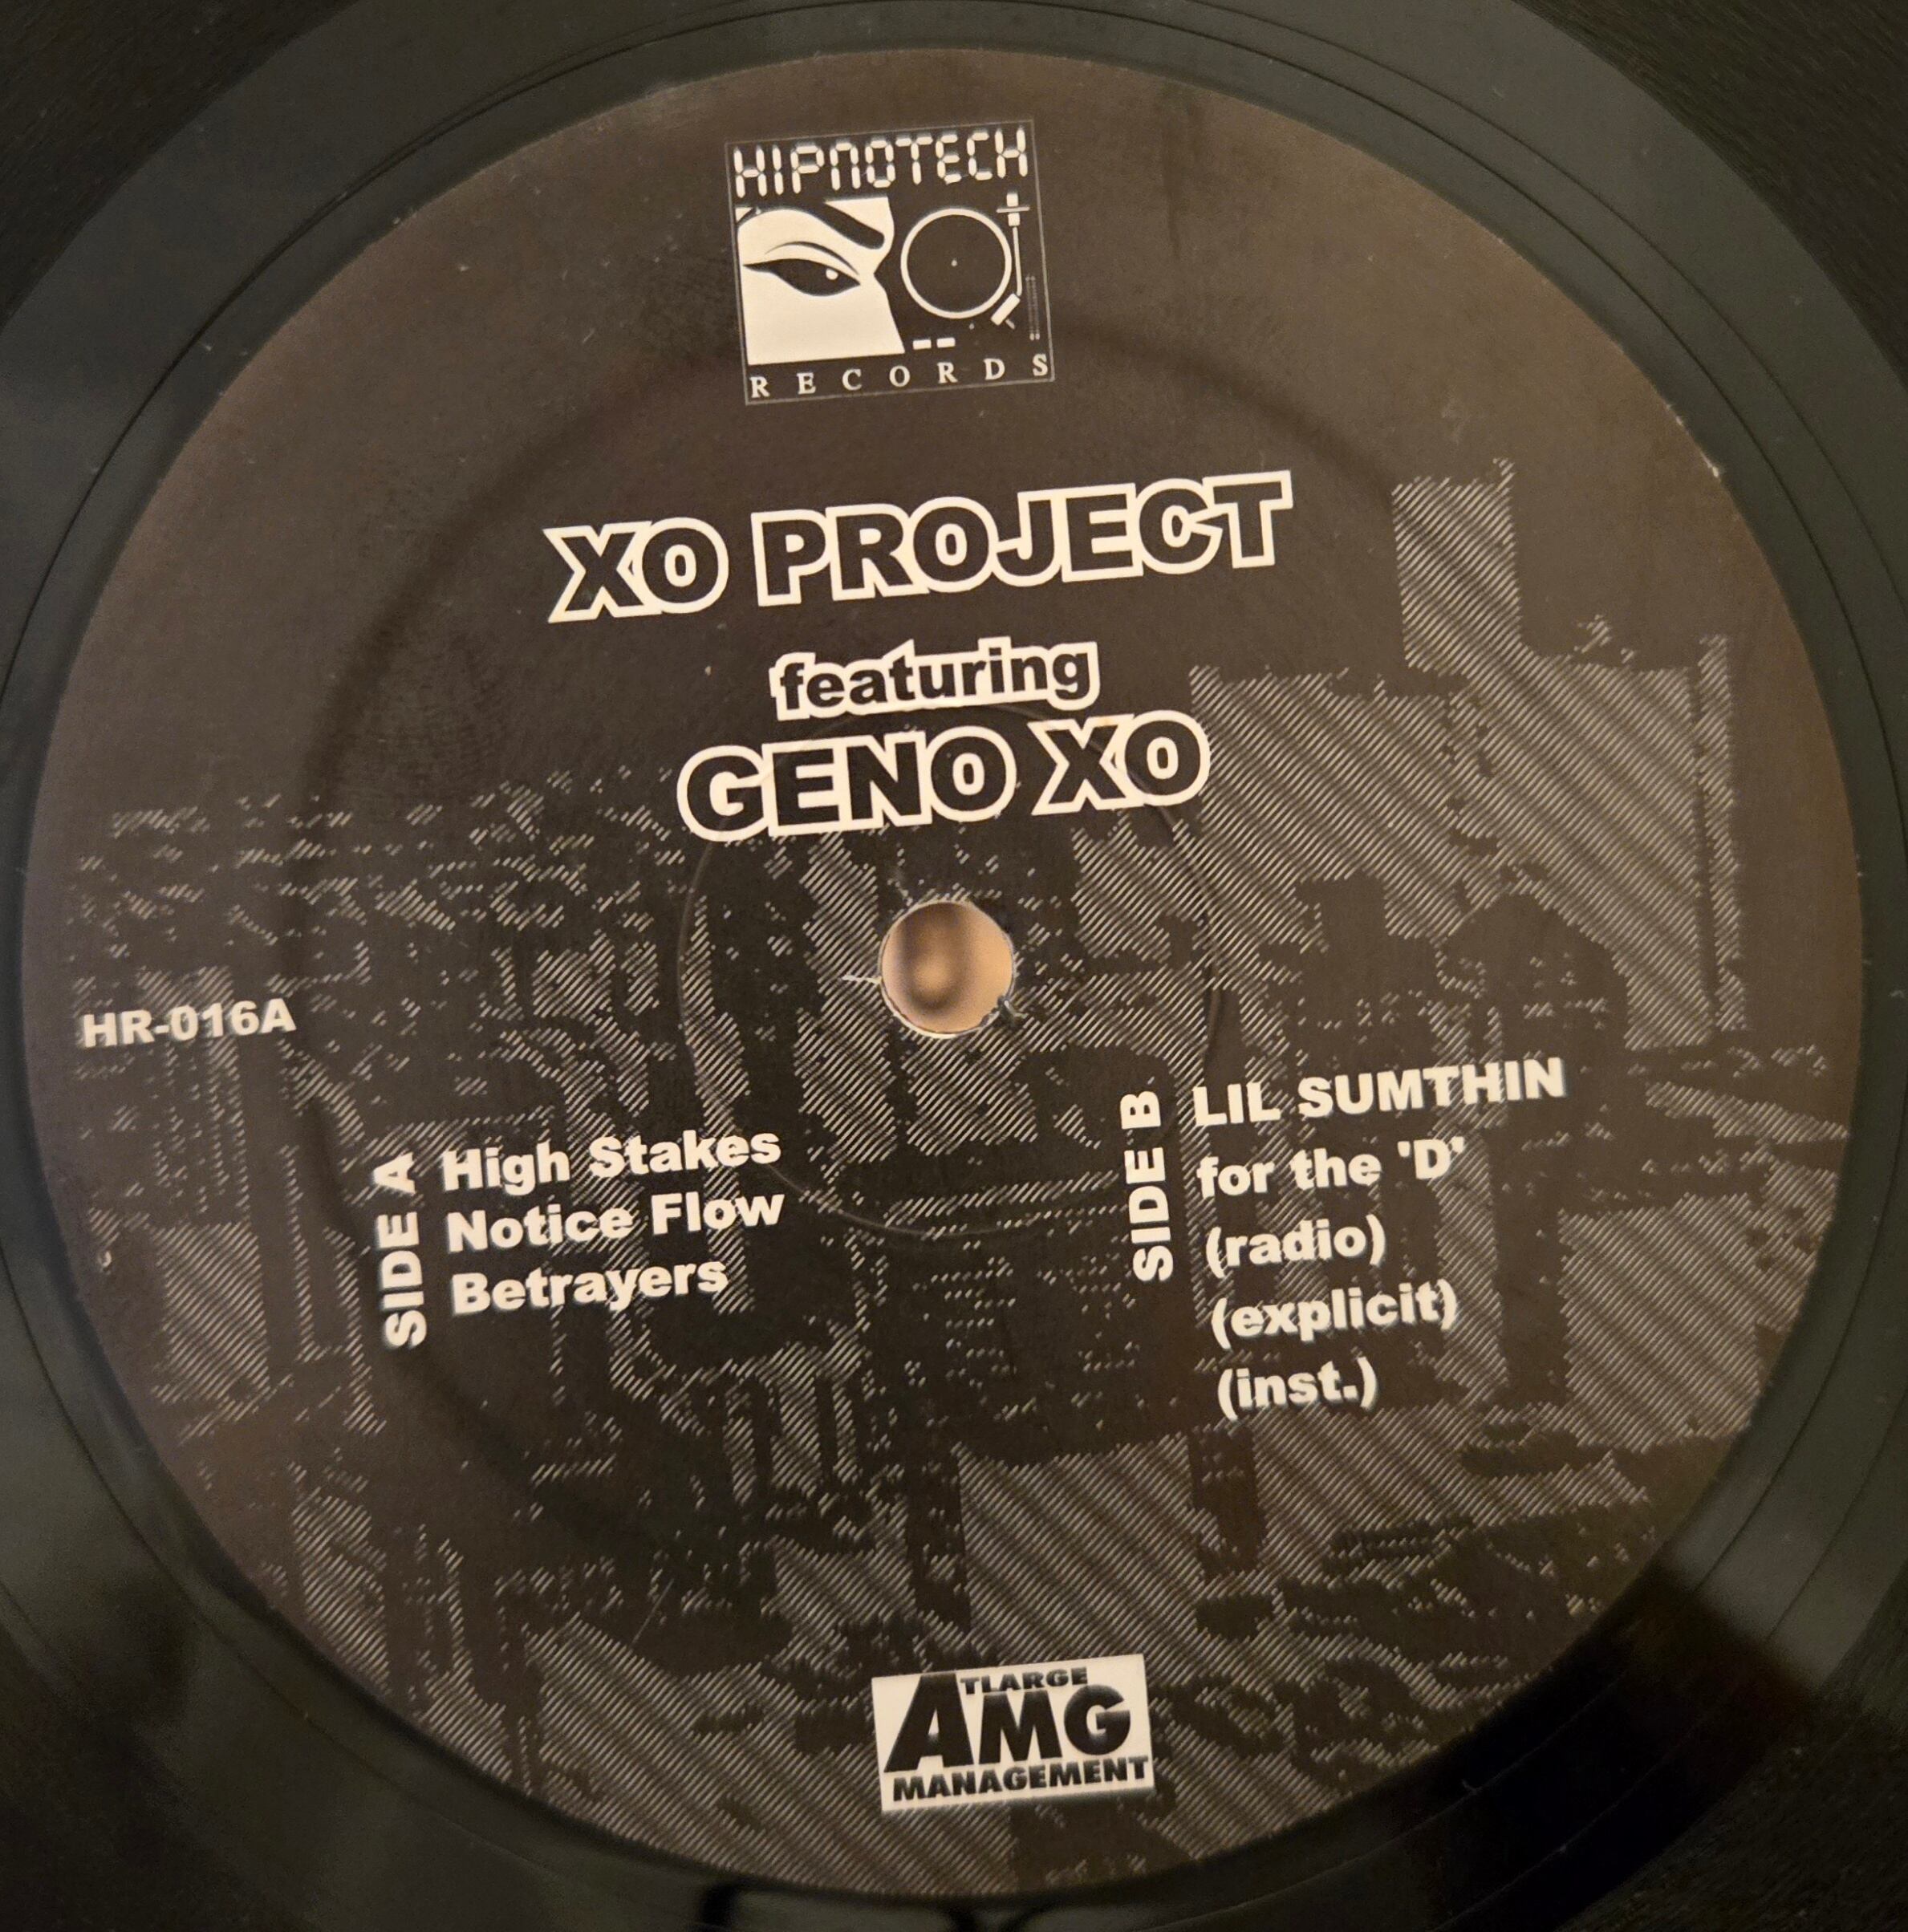 HIPNOTECH
RECORDS
XO PROJECT
featuring
GENO XO
HR-016A
SIDE A
High Stakes
Notice Flow
Betrayers
SIDE B
LIL SUMTHIN
for the 'D'
(radio)
(explicit)
(inst.)
ATLARGE
AMG
MANAGEMENT